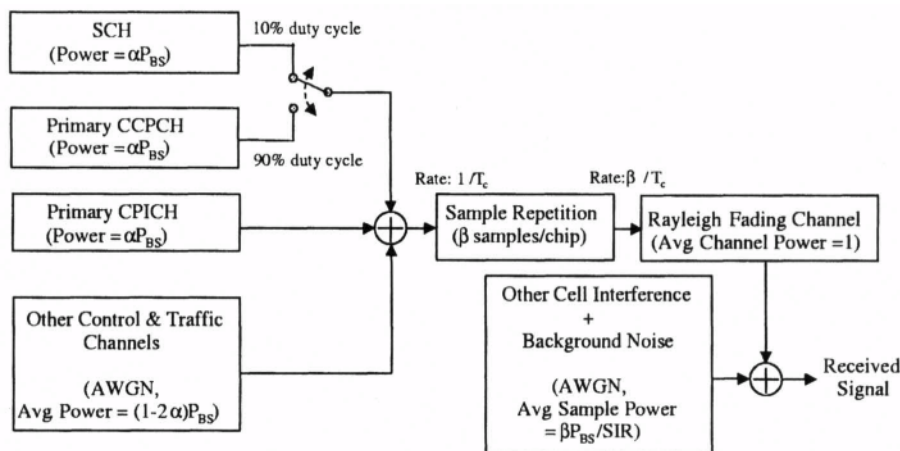 SCH
(Power = αP_BS)
10% duty cycle
Primary CCPCH
(Power = αP_BS)
90% duty cycle
Primary CPICH
(Power = αP_BS)
Rate: 1/T_c
Rate:β /T_c
Sample Repetition
(β samples/chip)
Rayleigh Fading Channel
(Avg Channel Power =1)
Other Control & Traffic
Channels
(AWGN,
Avg Power = (1-2α)P_BS)
Other Cell Interference
+
Background Noise
(AWGN,
Avg Sample Power
= βP_BS/SIR)
Received
Signal